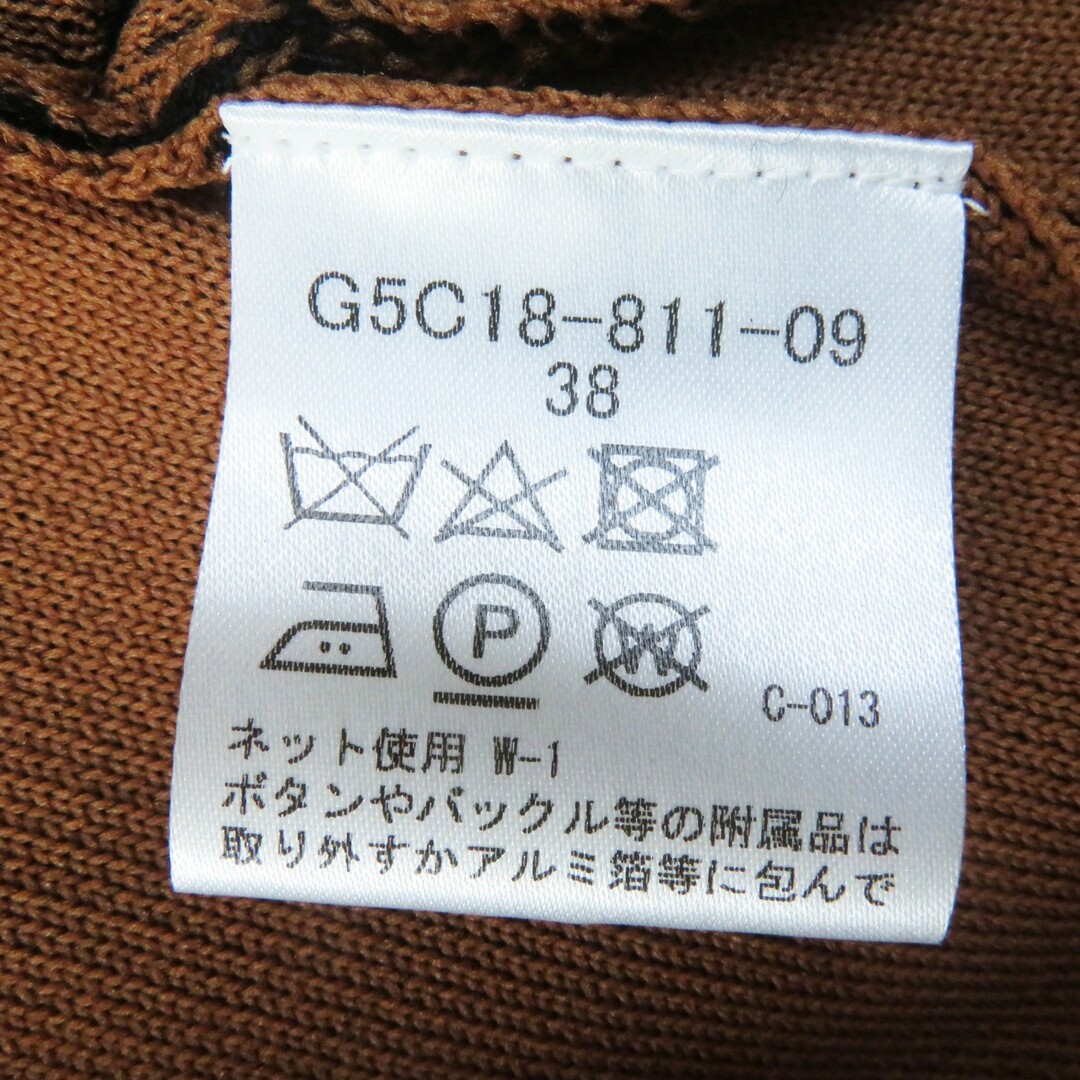 G5C18-811-09
38
P
W
C-013
ネット使用 W-1
ボタンやバックル等の附属品は
取り外すかアルミ箔等に包んで